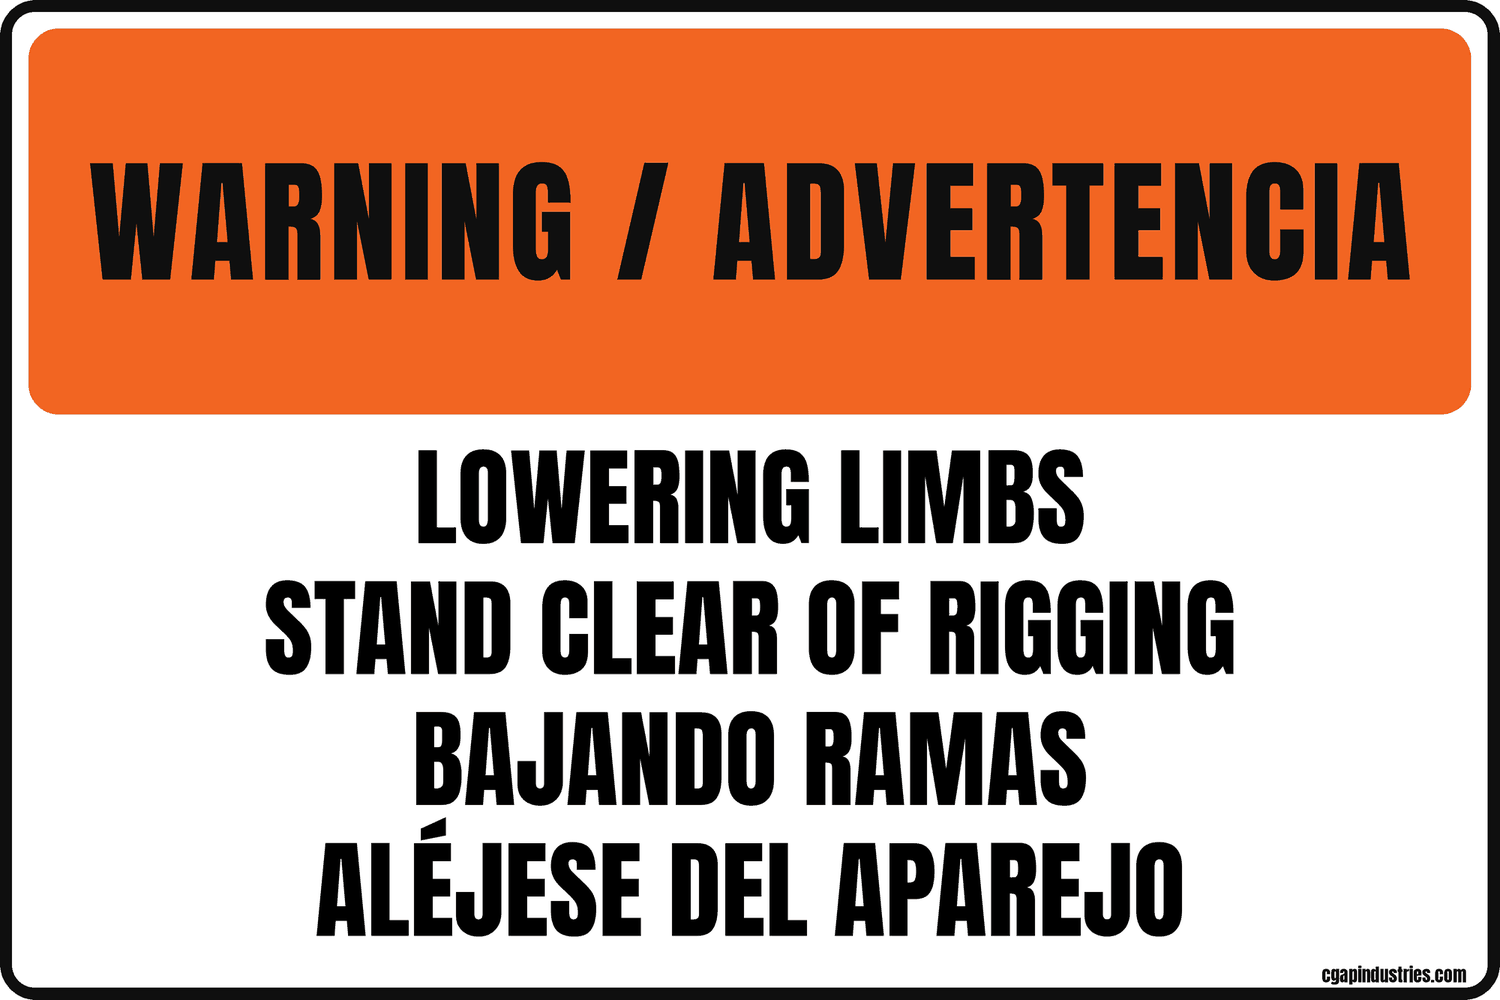 WARNING / ADVERTENCIA
LOWERING LIMBS
STAND CLEAR OF RIGGING
BAJANDO RAMAS
ALÉJESE DEL APAREJO
cgapindustries.com